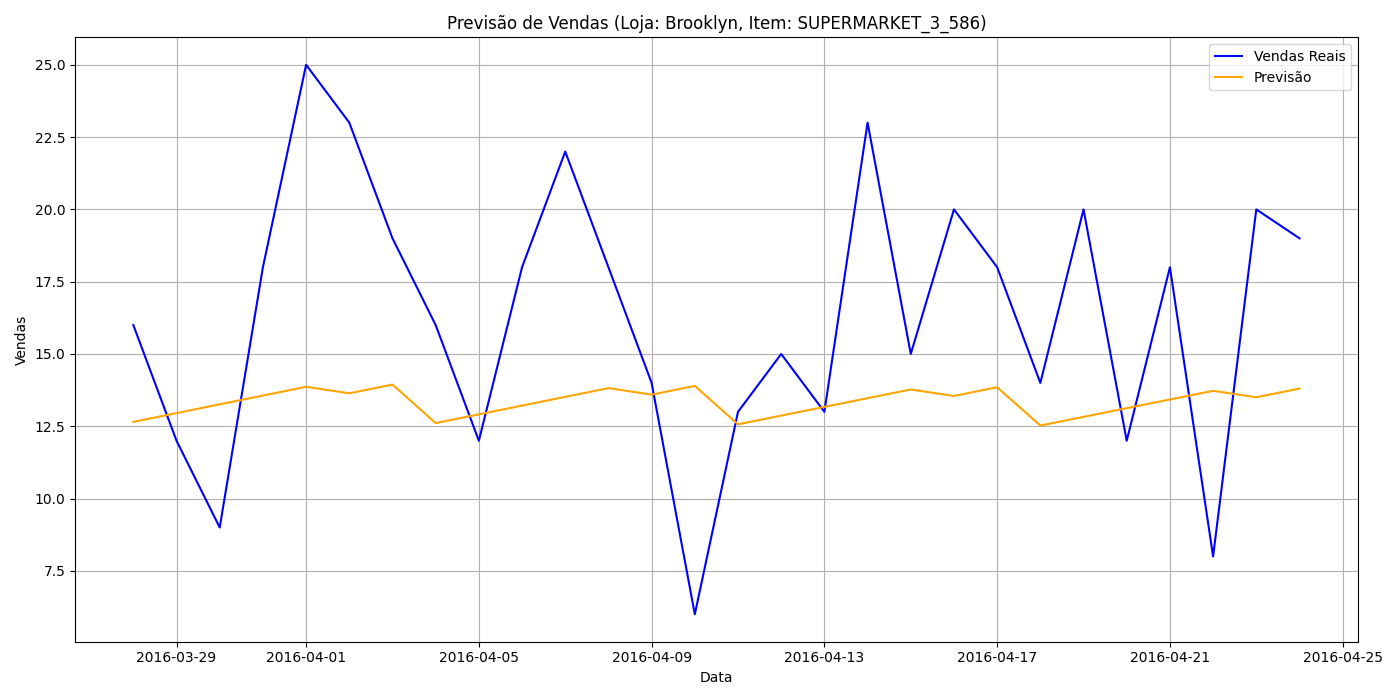 Previsão de Vendas (Loja: Brooklyn, Item: SUPERMARKET_3_586)
Vendas Reais
Previsão
25.0
22.5
20.0
17.5
15.0
12.5
10.0
7.5
Vendas
2016-03-29 2016-04-01 2016-04-05 2016-04-09 2016-04-13 2016-04-17 2016-04-21 2016-04-25
Data